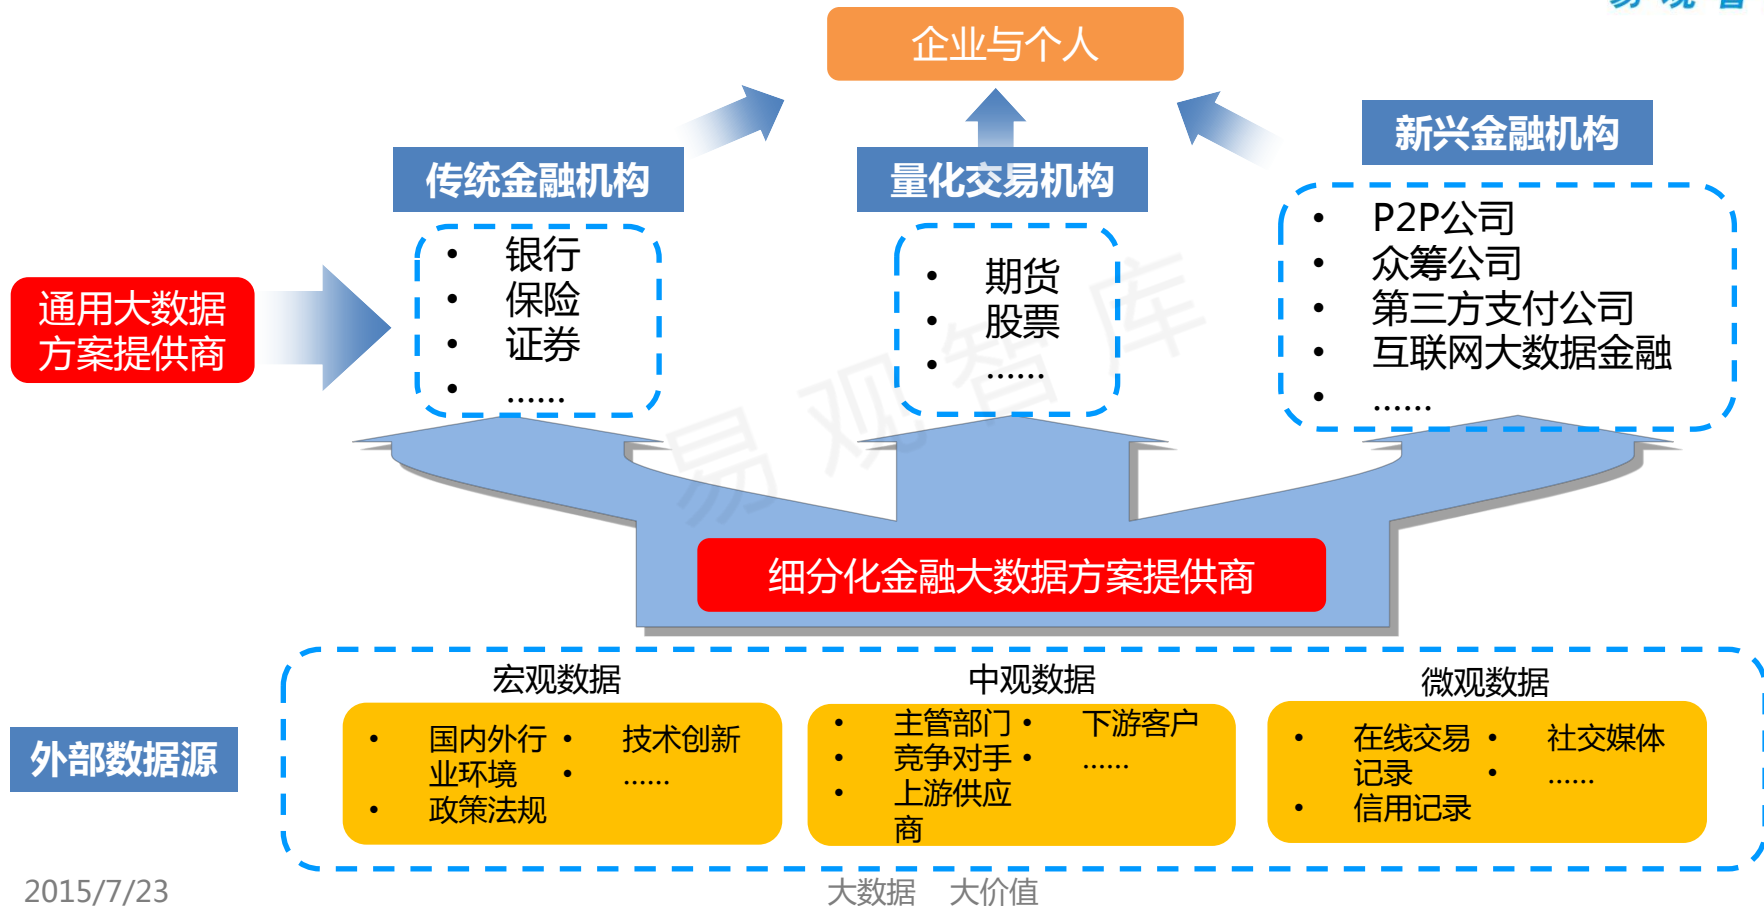 易观智
企业与个人
新兴金融机构
传统金融机构
量化交易机构
• P2P公司
• 众筹公司
• 第三方支付公司
• 互联网大数据金融
• ……
• 银行
• 保险
• 证券
• ……
• 期货
• 股票
• ……
通用大数据
方案提供商
易观智库
细分化金融大数据方案提供商
外部数据源
宏观数据
• 国内外行
业环境
• 政策法规
• 技术创新
• ……
中观数据
• 主管部门
• 竞争对手
• 上游供应
商
• 下游客户
• ……
微观数据
• 在线交易
记录
• 信用记录
• 社交媒体
• ……
2015/7/23
大数据 大价值